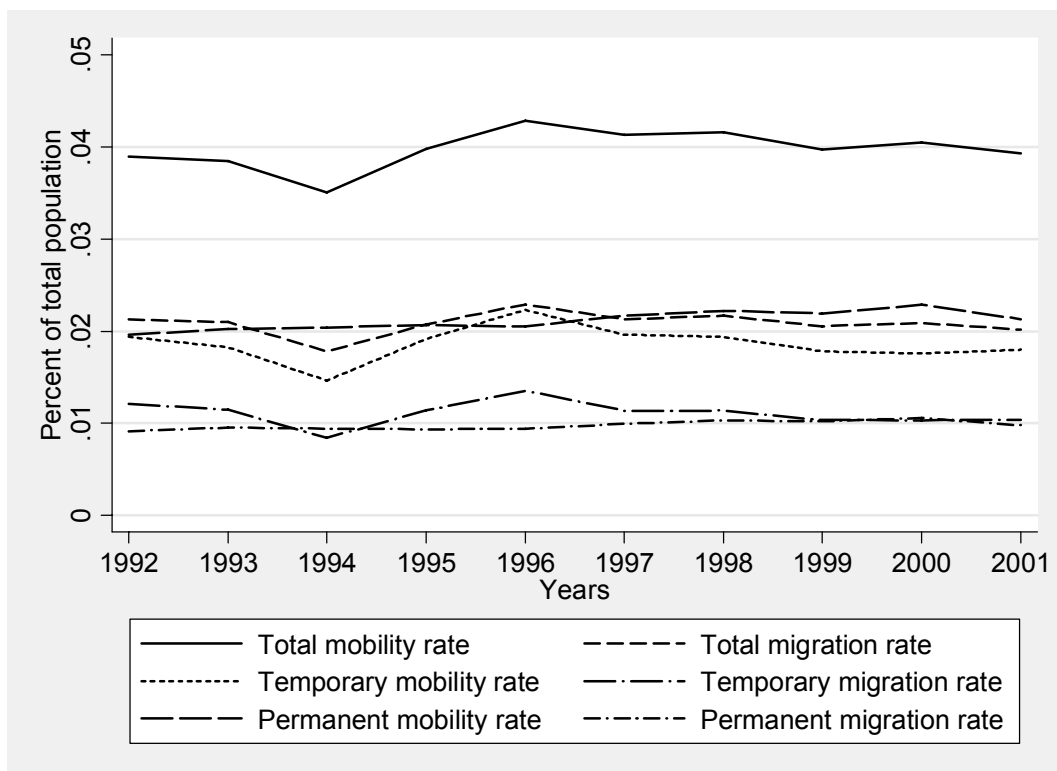 Percent of total population
.05
.04
.03
.02
.01
0
1992 1993 1994 1995 1996 1997 1998 1999 2000 2001
Years
Total mobility rate Total migration rate
Temporary mobility rate Temporary migration rate
Permanent mobility rate Permanent migration rate